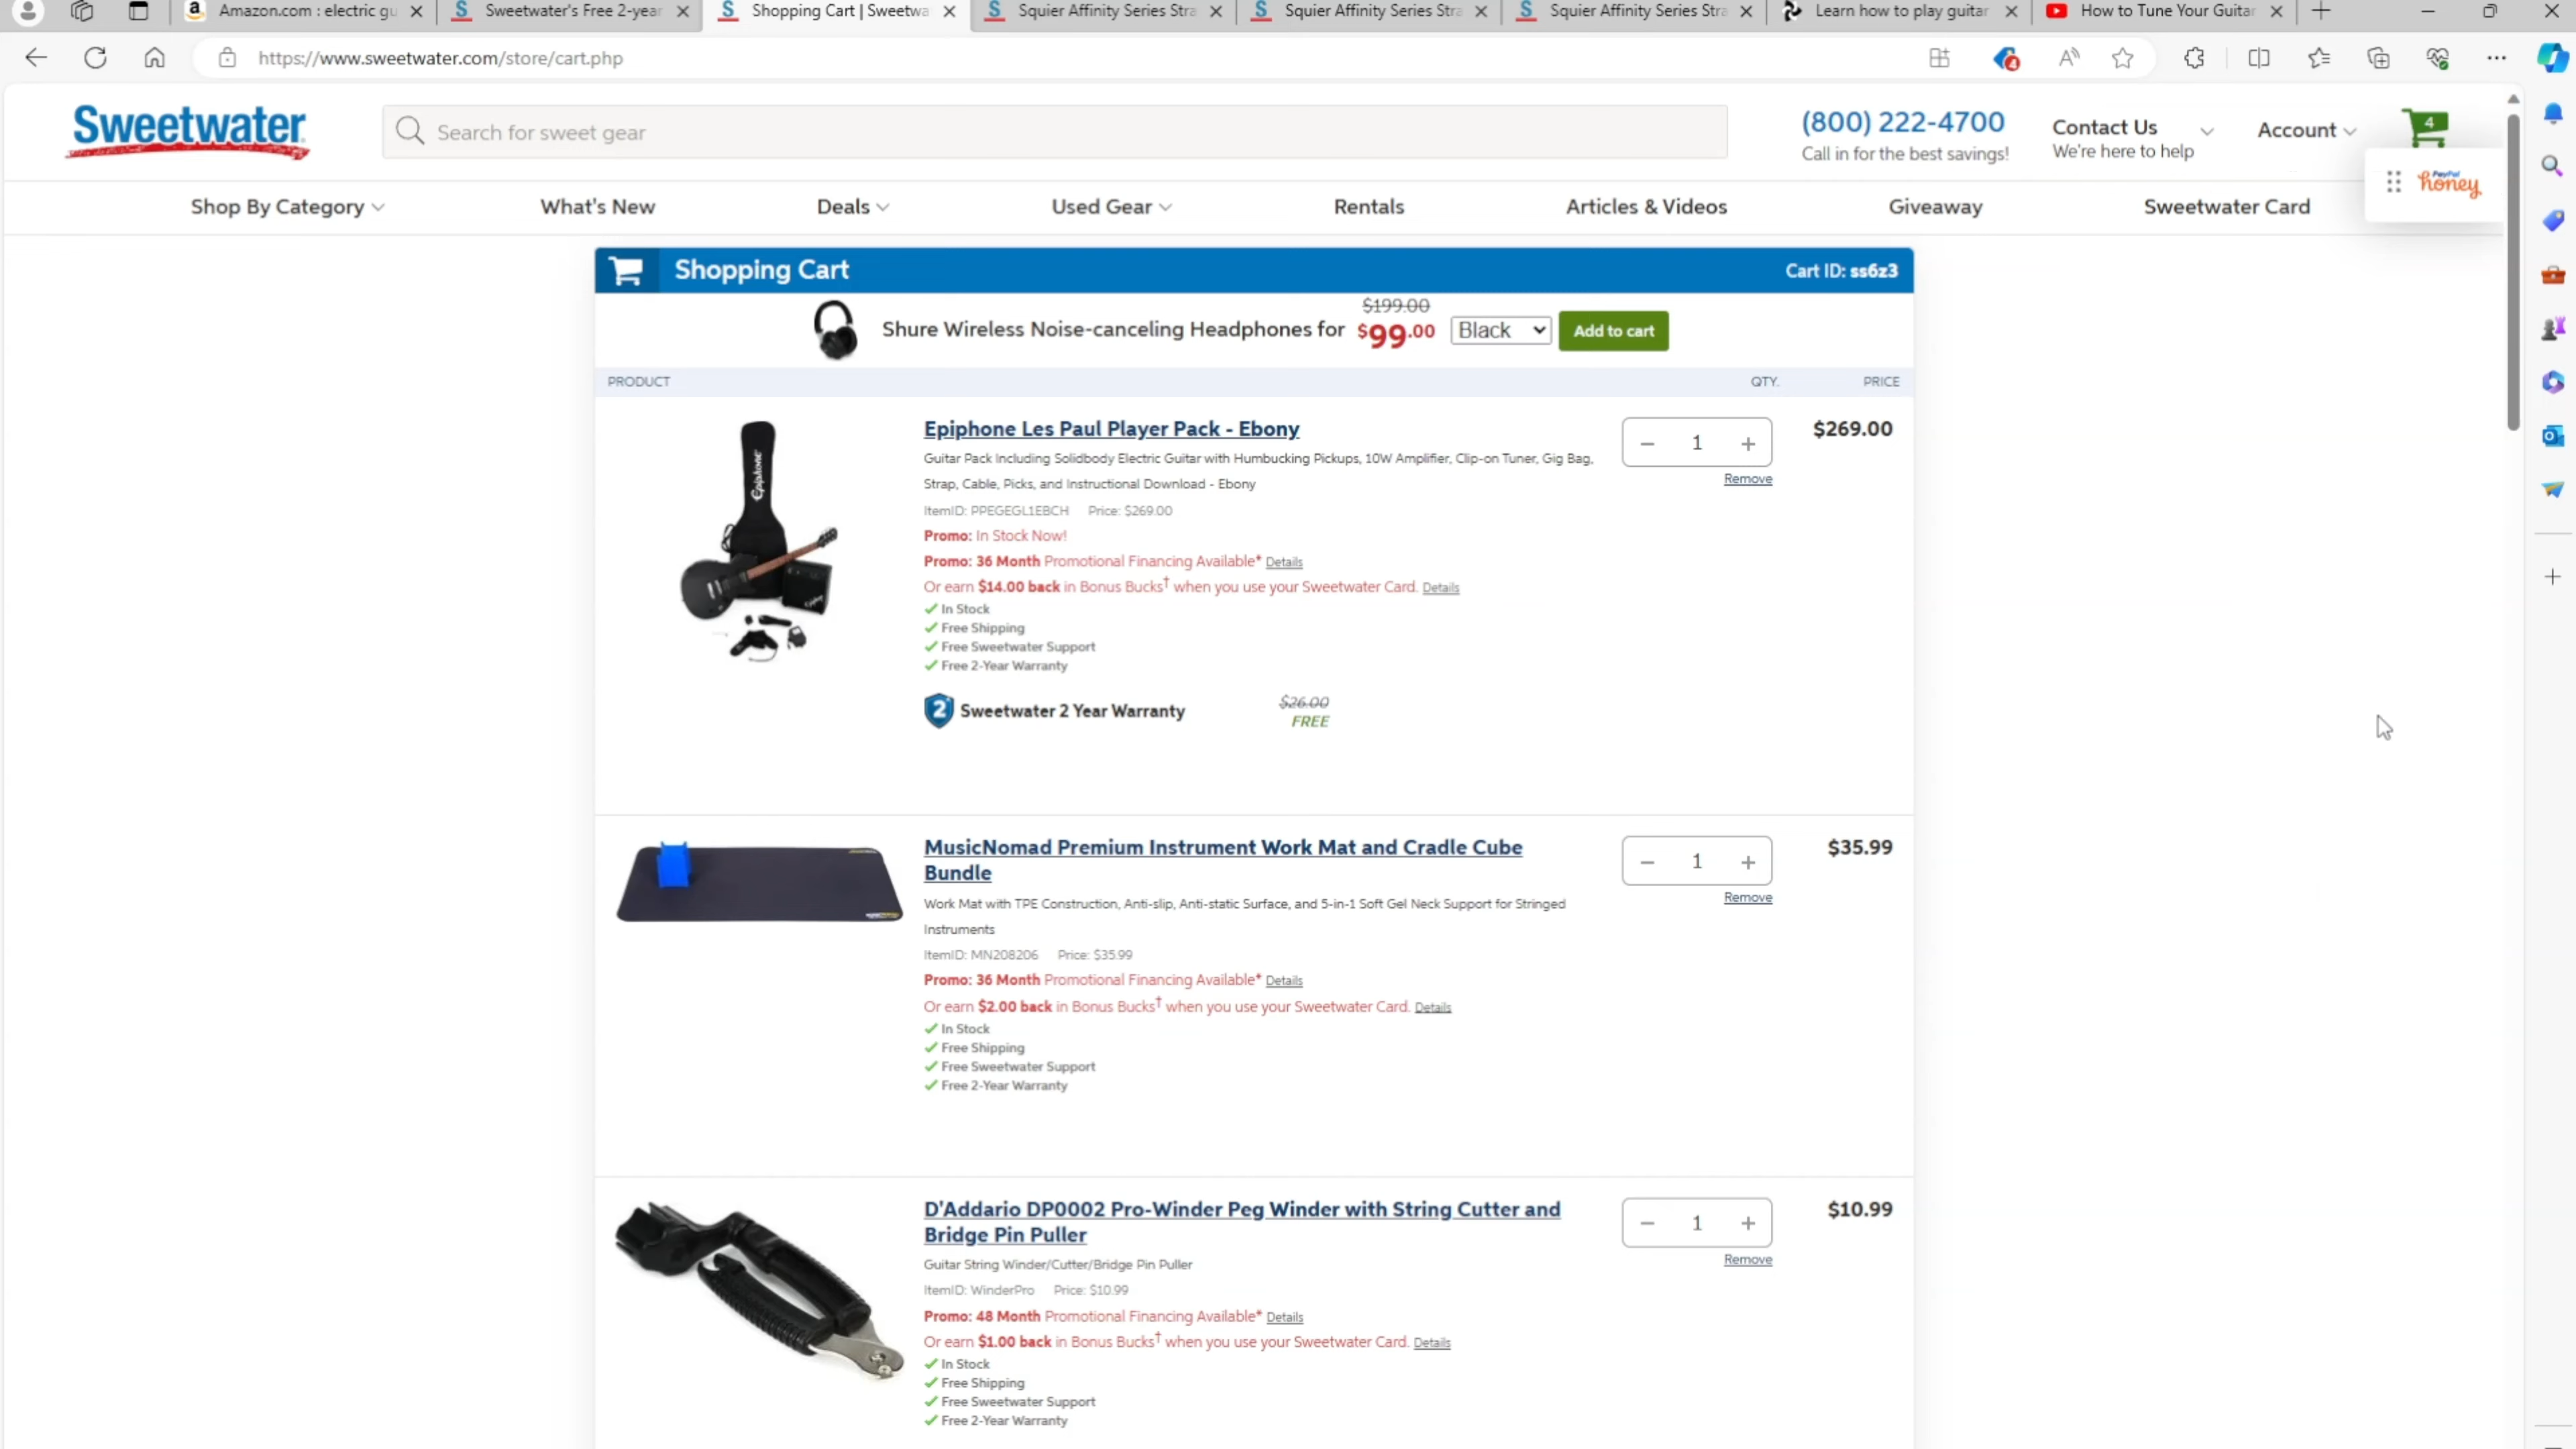 Amazon.com : electric gu
Sweetwater's Free 2-year
Shopping Cart | Sweetwa
Squier Affinity Series Stra
Squier Affinity Series Stra
Squier Affinity Series Stra
Learn how to play guitar
How to Tune Your Guitar
https://www.sweetwater.com/store/cart.php
4
Sweetwater
Search for sweet gear
(800) 222-4700
Call in for the best savings!
Contact Us
We're here to help
Account
4
PayPal
honey
Shop By Category
What's New
Deals
Used Gear
Rentals
Articles & Videos
Giveaway
Sweetwater Card
Shopping Cart
Cart ID: ss6z3
Shure Wireless Noise-canceling Headphones for
$199.00
$99.00
Black
Add to cart
PRODUCT
QTY.
PRICE
Epiphone
Epiphone Les Paul Player Pack - Ebony
Guitar Pack Including Solidbody Electric Guitar with Humbucking Pickups, 10W Amplifier, Clip-on Tuner, Gig Bag,
Strap, Cable, Picks, and Instructional Download - Ebony
ItemID: PPEGEGL1EBCH Price: $269.00
Promo: In Stock Now!
Promo: 36 Month Promotional Financing Available* Details
Or earn $14.00 back in Bonus Bucks† when you use your Sweetwater Card. Details
In Stock
Free Shipping
Free Sweetwater Support
Free 2-Year Warranty
2
Sweetwater 2 Year Warranty
$26.00
FREE
− 1 +
Remove
$269.00
MusicNomad Premium Instrument Work Mat and Cradle Cube
Bundle
Work Mat with TPE Construction, Anti-slip, Anti-static Surface, and 5-in-1 Soft Gel Neck Support for Stringed
Instruments
ItemID: MN208206 Price: $35.99
Promo: 36 Month Promotional Financing Available* Details
Or earn $2.00 back in Bonus Bucks† when you use your Sweetwater Card. Details
In Stock
Free Shipping
Free Sweetwater Support
Free 2-Year Warranty
− 1 +
Remove
$35.99
D'Addario DP0002 Pro-Winder Peg Winder with String Cutter and
Bridge Pin Puller
Guitar String Winder/Cutter/Bridge Pin Puller
ItemID: WinderPro Price: $10.99
Promo: 48 Month Promotional Financing Available* Details
Or earn $1.00 back in Bonus Bucks† when you use your Sweetwater Card. Details
In Stock
Free Shipping
Free Sweetwater Support
Free 2-Year Warranty
− 1 +
Remove
$10.99